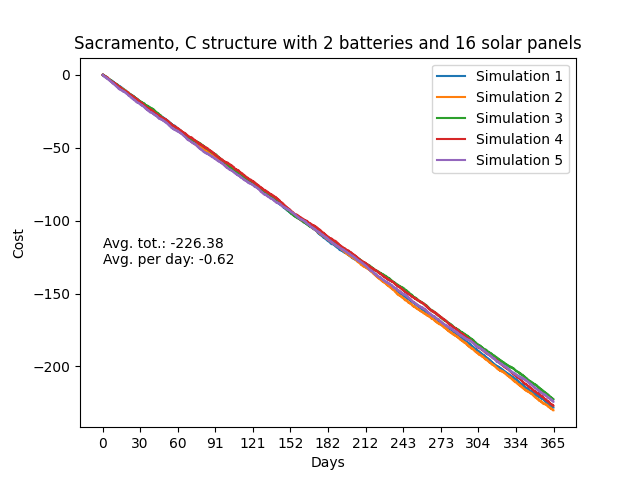 Sacramento, C structure with 2 batteries and 16 solar panels
Simulation 1
Simulation 2
Simulation 3
Simulation 4
Simulation 5
0
−50
−100
−150
−200
Cost
Avg. tot.: -226.38
Avg. per day: -0.62
0 30 60 91 121 152 182 212 243 273 304 334 365
Days